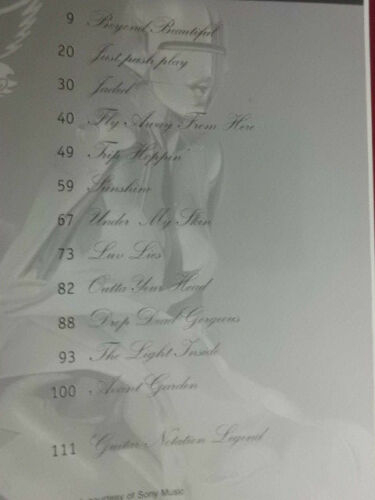 9 Beyond Beautiful
20 Just push play
30 Jaded
40 Fly Away From Here
49 Trip Hoppin'
59 Sunshine
67 Under My Skin
73 Luv Lies
82 Outta Your Head
88 Drop Dead Gorgeous
93 The Light Inside
100 Avant Garden
111 Guitar Notation Legend
courtesy of Sony Music